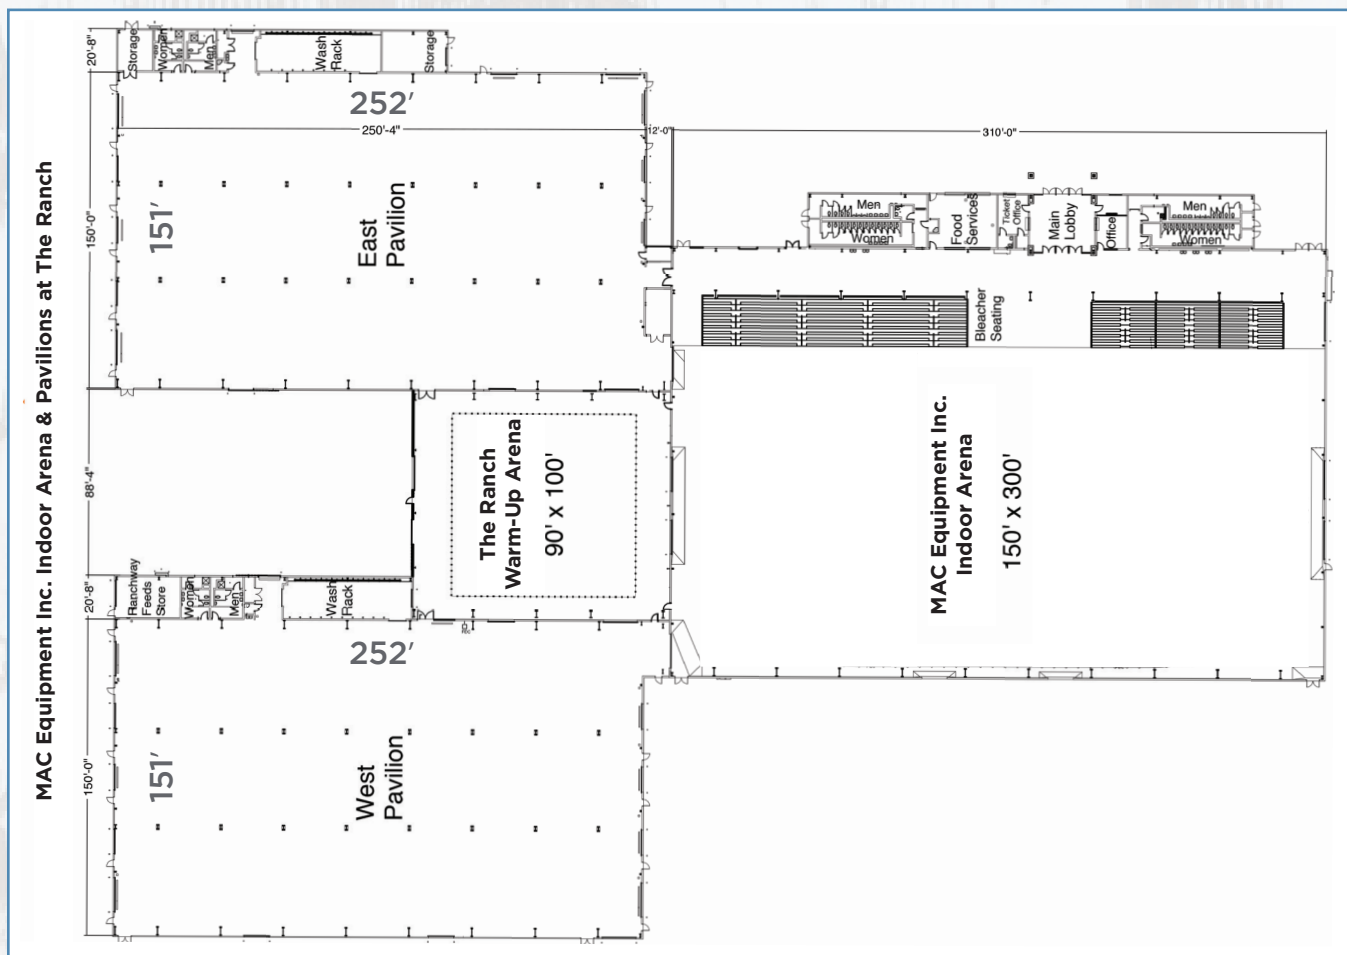 MAC Equipment Inc. Indoor Arena & Pavilions at The Ranch
20'-8"
Storage
Women
Men
Wash
Rack
Storage
252'
250'-4"
12'-0"
310'-0"
150'-0"
151'
East
Pavilion
Men
Women
Food
Services
Ticket
Office
Main
Lobby
Office
Men
Women
Bleacher
Seating
88'-4"
The Ranch
Warm-Up Arena
90' x 100'
MAC Equipment Inc.
Indoor Arena
150' x 300'
20'-8"
Ranchway
Feeds
Store
Women
Men
Wash
Rack
252'
150'-0"
151'
West
Pavilion